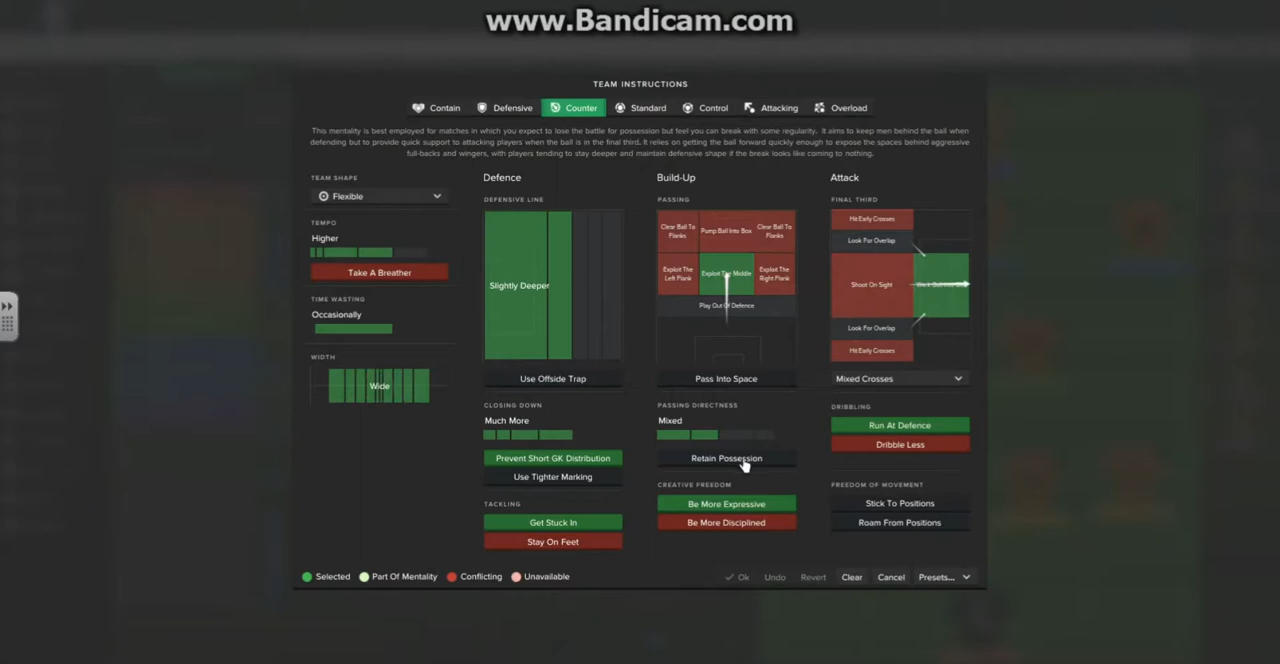 www.Bandicam.com
TEAM INSTRUCTIONS
Contain
Defensive
Counter
Standard
Control
Attacking
Overload
This mentality is best employed for matches in which you expect to lose the battle for possession but feel you can break with some regularity. It aims to keep men behind the ball when
defending but to provide quick support to attacking players when the ball is in the final third. It relies on getting the ball forward quickly enough to expose the spaces behind aggressive
full-backs and wingers, with players tending to stay deeper and maintain defensive shape if the break looks like coming to nothing.
TEAM SHAPE
Flexible
TEMPO
Higher
Take A Breather
TIME WASTING
Occasionally
WIDTH
Wide
Defence
DEFENSIVE LINE
Slightly Deeper
Use Offside Trap
CLOSING DOWN
Much More
Prevent Short GK Distribution
Use Tighter Marking
TACKLING
Get Stuck In
Stay On Feet
Build-Up
PASSING
Clear Ball To
Flanks
Pump Ball Into Box
Clear Ball To
Flanks
Exploit The
Left Flank
Exploit The Middle
Exploit The
Right Flank
Play Out Of Defence
Pass Into Space
PASSING DIRECTNESS
Mixed
Retain Possession
CREATIVE FREEDOM
Be More Expressive
Be More Disciplined
Attack
FINAL THIRD
Hit Early Crosses
Look For Overlap
Shoot On Sight
Look For Overlap
Hit Early Crosses
Mixed Crosses
DRIBBLING
Run At Defence
Dribble Less
FREEDOM OF MOVEMENT
Stick To Positions
Roam From Positions
Selected
Part Of Mentality
Conflicting
Unavailable
Ok
Undo
Revert
Clear
Cancel
Presets...